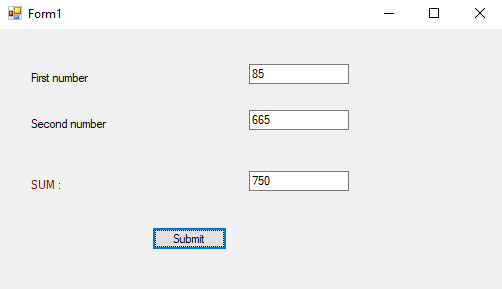 Form1
First number 85
Second number 665
SUM : 750
Submit